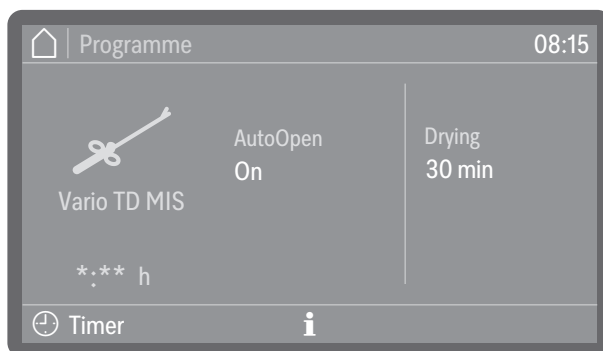 Programme 08:15
AutoOpen
On
Drying
30 min
Vario TD MIS
*:** h
Timer i